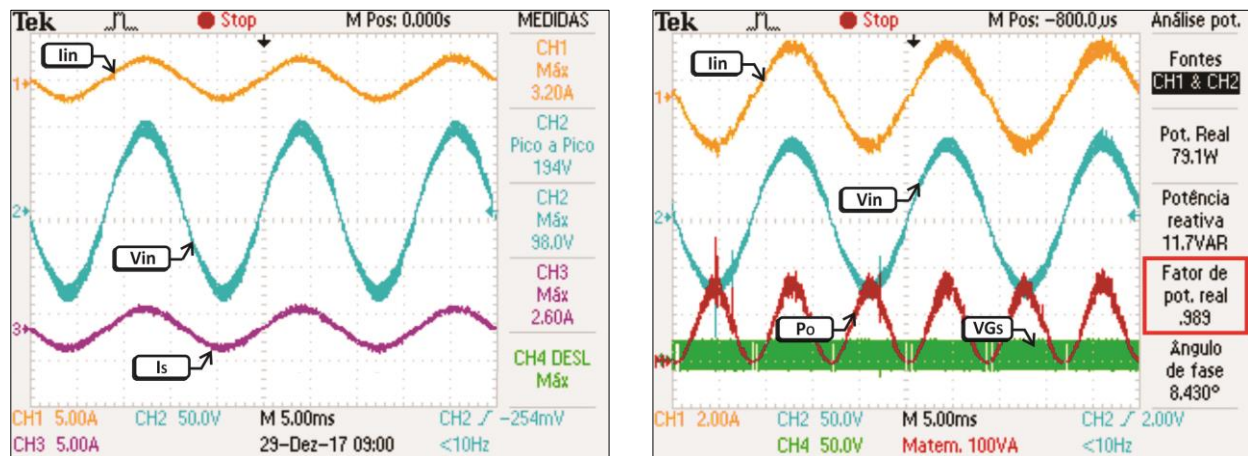 Tek Stop M Pos: 0.000s MEDIDAS
Iin
1
CH1
Máx
3.20A
CH2
Pico a Pico
194V
2
CH2
Máx
98.0V
Vin
CH3
Máx
2.60A
3
Is
CH4 DESL
Máx
CH1 5.00A CH2 50.0V M 5.00ms CH2 -254mV
CH3 5.00A 29-Dez-17 09:00 <10Hz
Tek Stop M Pos: -800.0µs Análise pot.
Iin
Fontes
CH1 & CH2
1
Pot. Real
79.1W
Vin
2
Potência
reativa
11.7VAR
Fator de
pot. real
.989
Po
VGs
Ângulo
de fase
8.430°
CH1 2.00A CH2 50.0V M 5.00ms CH2 2.00V
CH4 50.0V Matem. 100VA <10Hz